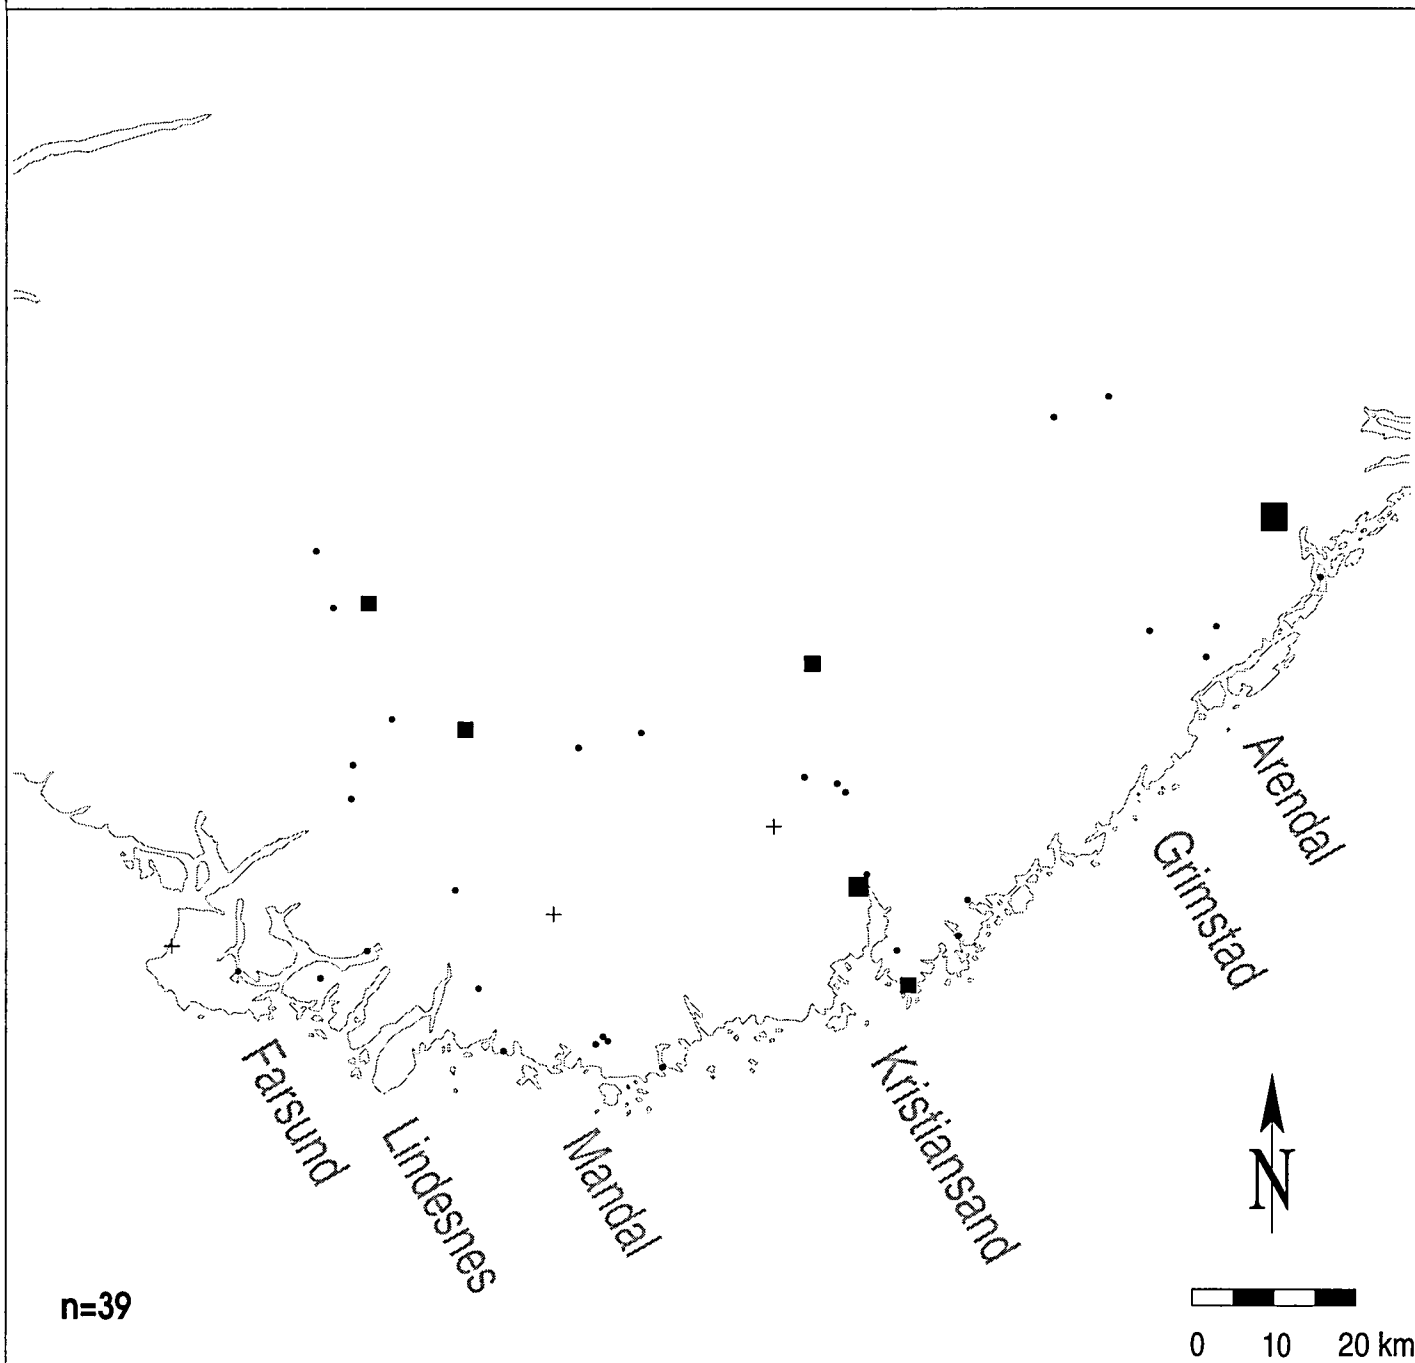 Arendal
Grimstad
Kristiansand
Farsund
Lindesnes
Mandal
N
n=39
0 10 20 km